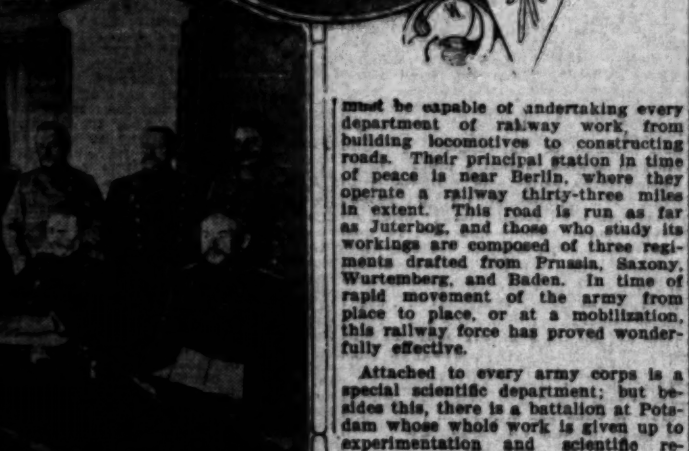 must be capable of undertaking every
department of railway work, from
building locomotives to constructing
roads. Their principal station in time
of peace is near Berlin, where they
operate a railway thirty-three miles
in extent. This road is run as far
as Juterbog, and those who study its
workings are composed of three regi-
ments drafted from Prussia, Saxony,
Wurtemberg, and Baden. In time of
rapid movement of the army from
place to place, or at a mobilization,
this railway force has proved wonder-
fully effective.
Attached to every army corps is a
special scientific department; but be-
sides this, there is a battalion at Pots-
dam whose whole work is given up to
experimentation and scientific re-